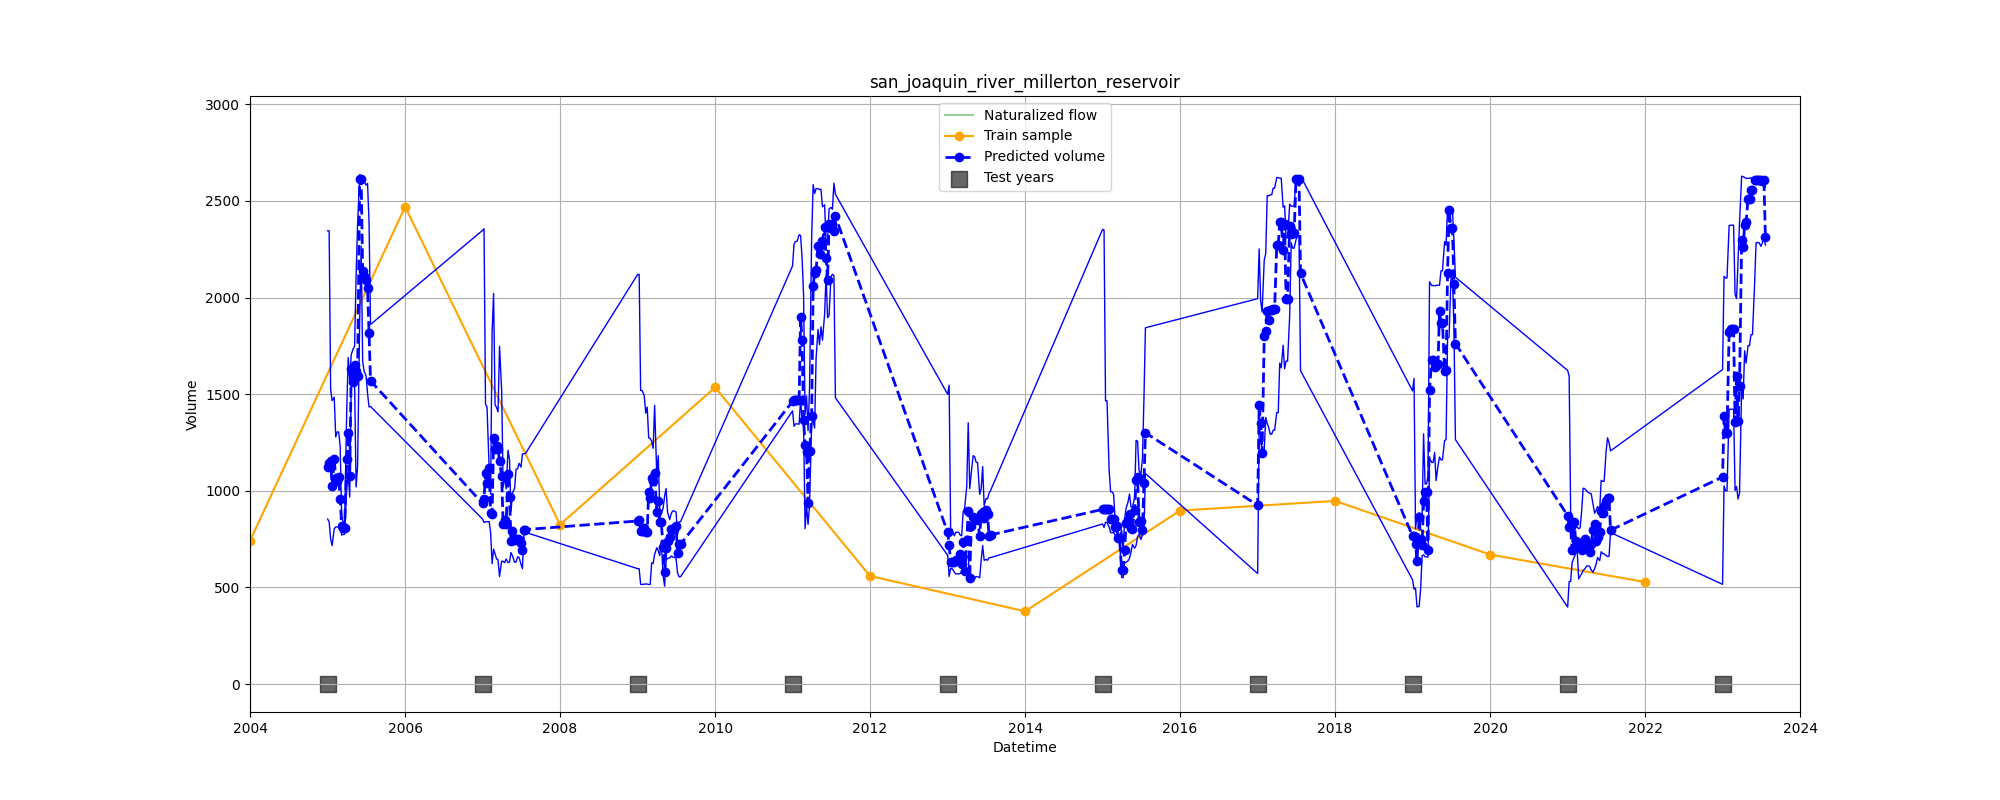 san_joaquin_river_millerton_reservoir
Naturalized flow
Train sample
Predicted volume
Test years
Volume
3000
2500
2000
1500
1000
500
0
2004 2006 2008 2010 2012 2014 2016 2018 2020 2022 2024
Datetime